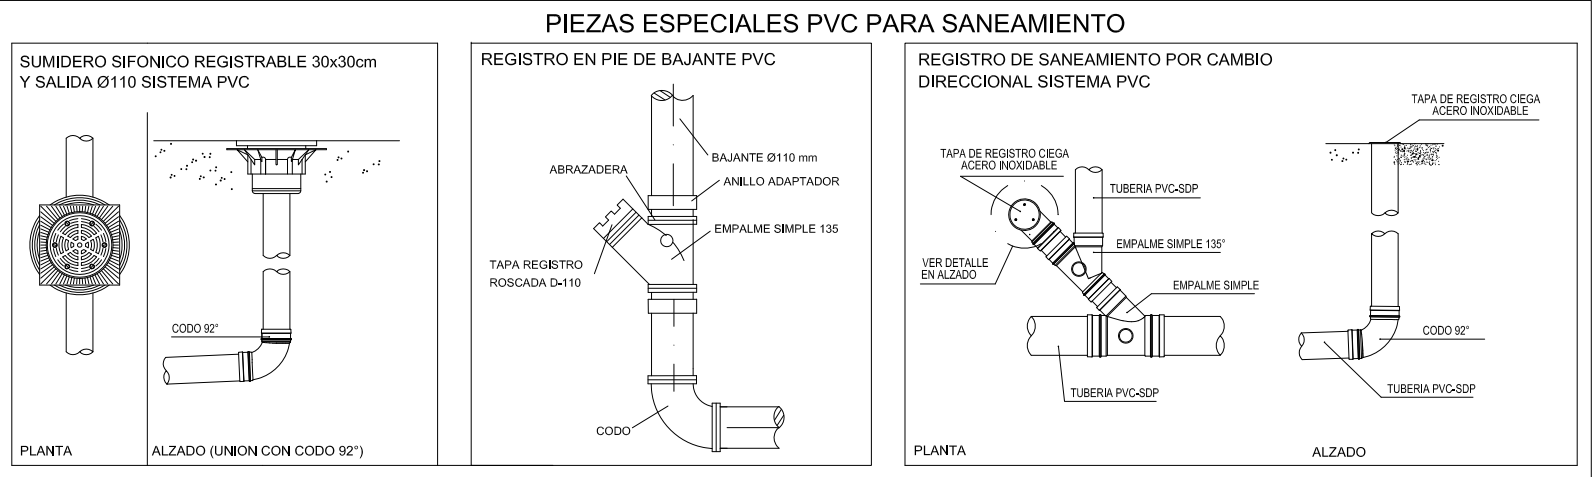 PIEZAS ESPECIALES PVC PARA SANEAMIENTO
SUMIDERO SIFONICO REGISTRABLE 30x30cm
Y SALIDA Ø110 SISTEMA PVC
CODO 92°
PLANTA
ALZADO (UNION CON CODO 92°)
REGISTRO EN PIE DE BAJANTE PVC
BAJANTE Ø110 mm
ABRAZADERA
ANILLO ADAPTADOR
EMPALME SIMPLE 135
TAPA REGISTRO
ROSCADA D-110
CODO
REGISTRO DE SANEAMIENTO POR CAMBIO
DIRECCIONAL SISTEMA PVC
TAPA DE REGISTRO CIEGA
ACERO INOXIDABLE
TUBERIA PVC-SDP
EMPALME SIMPLE 135°
VER DETALLE
EN ALZADO
EMPALME SIMPLE
TUBERIA PVC-SDP
PLANTA
TAPA DE REGISTRO CIEGA
ACERO INOXIDABLE
CODO 92°
TUBERIA PVC-SDP
ALZADO